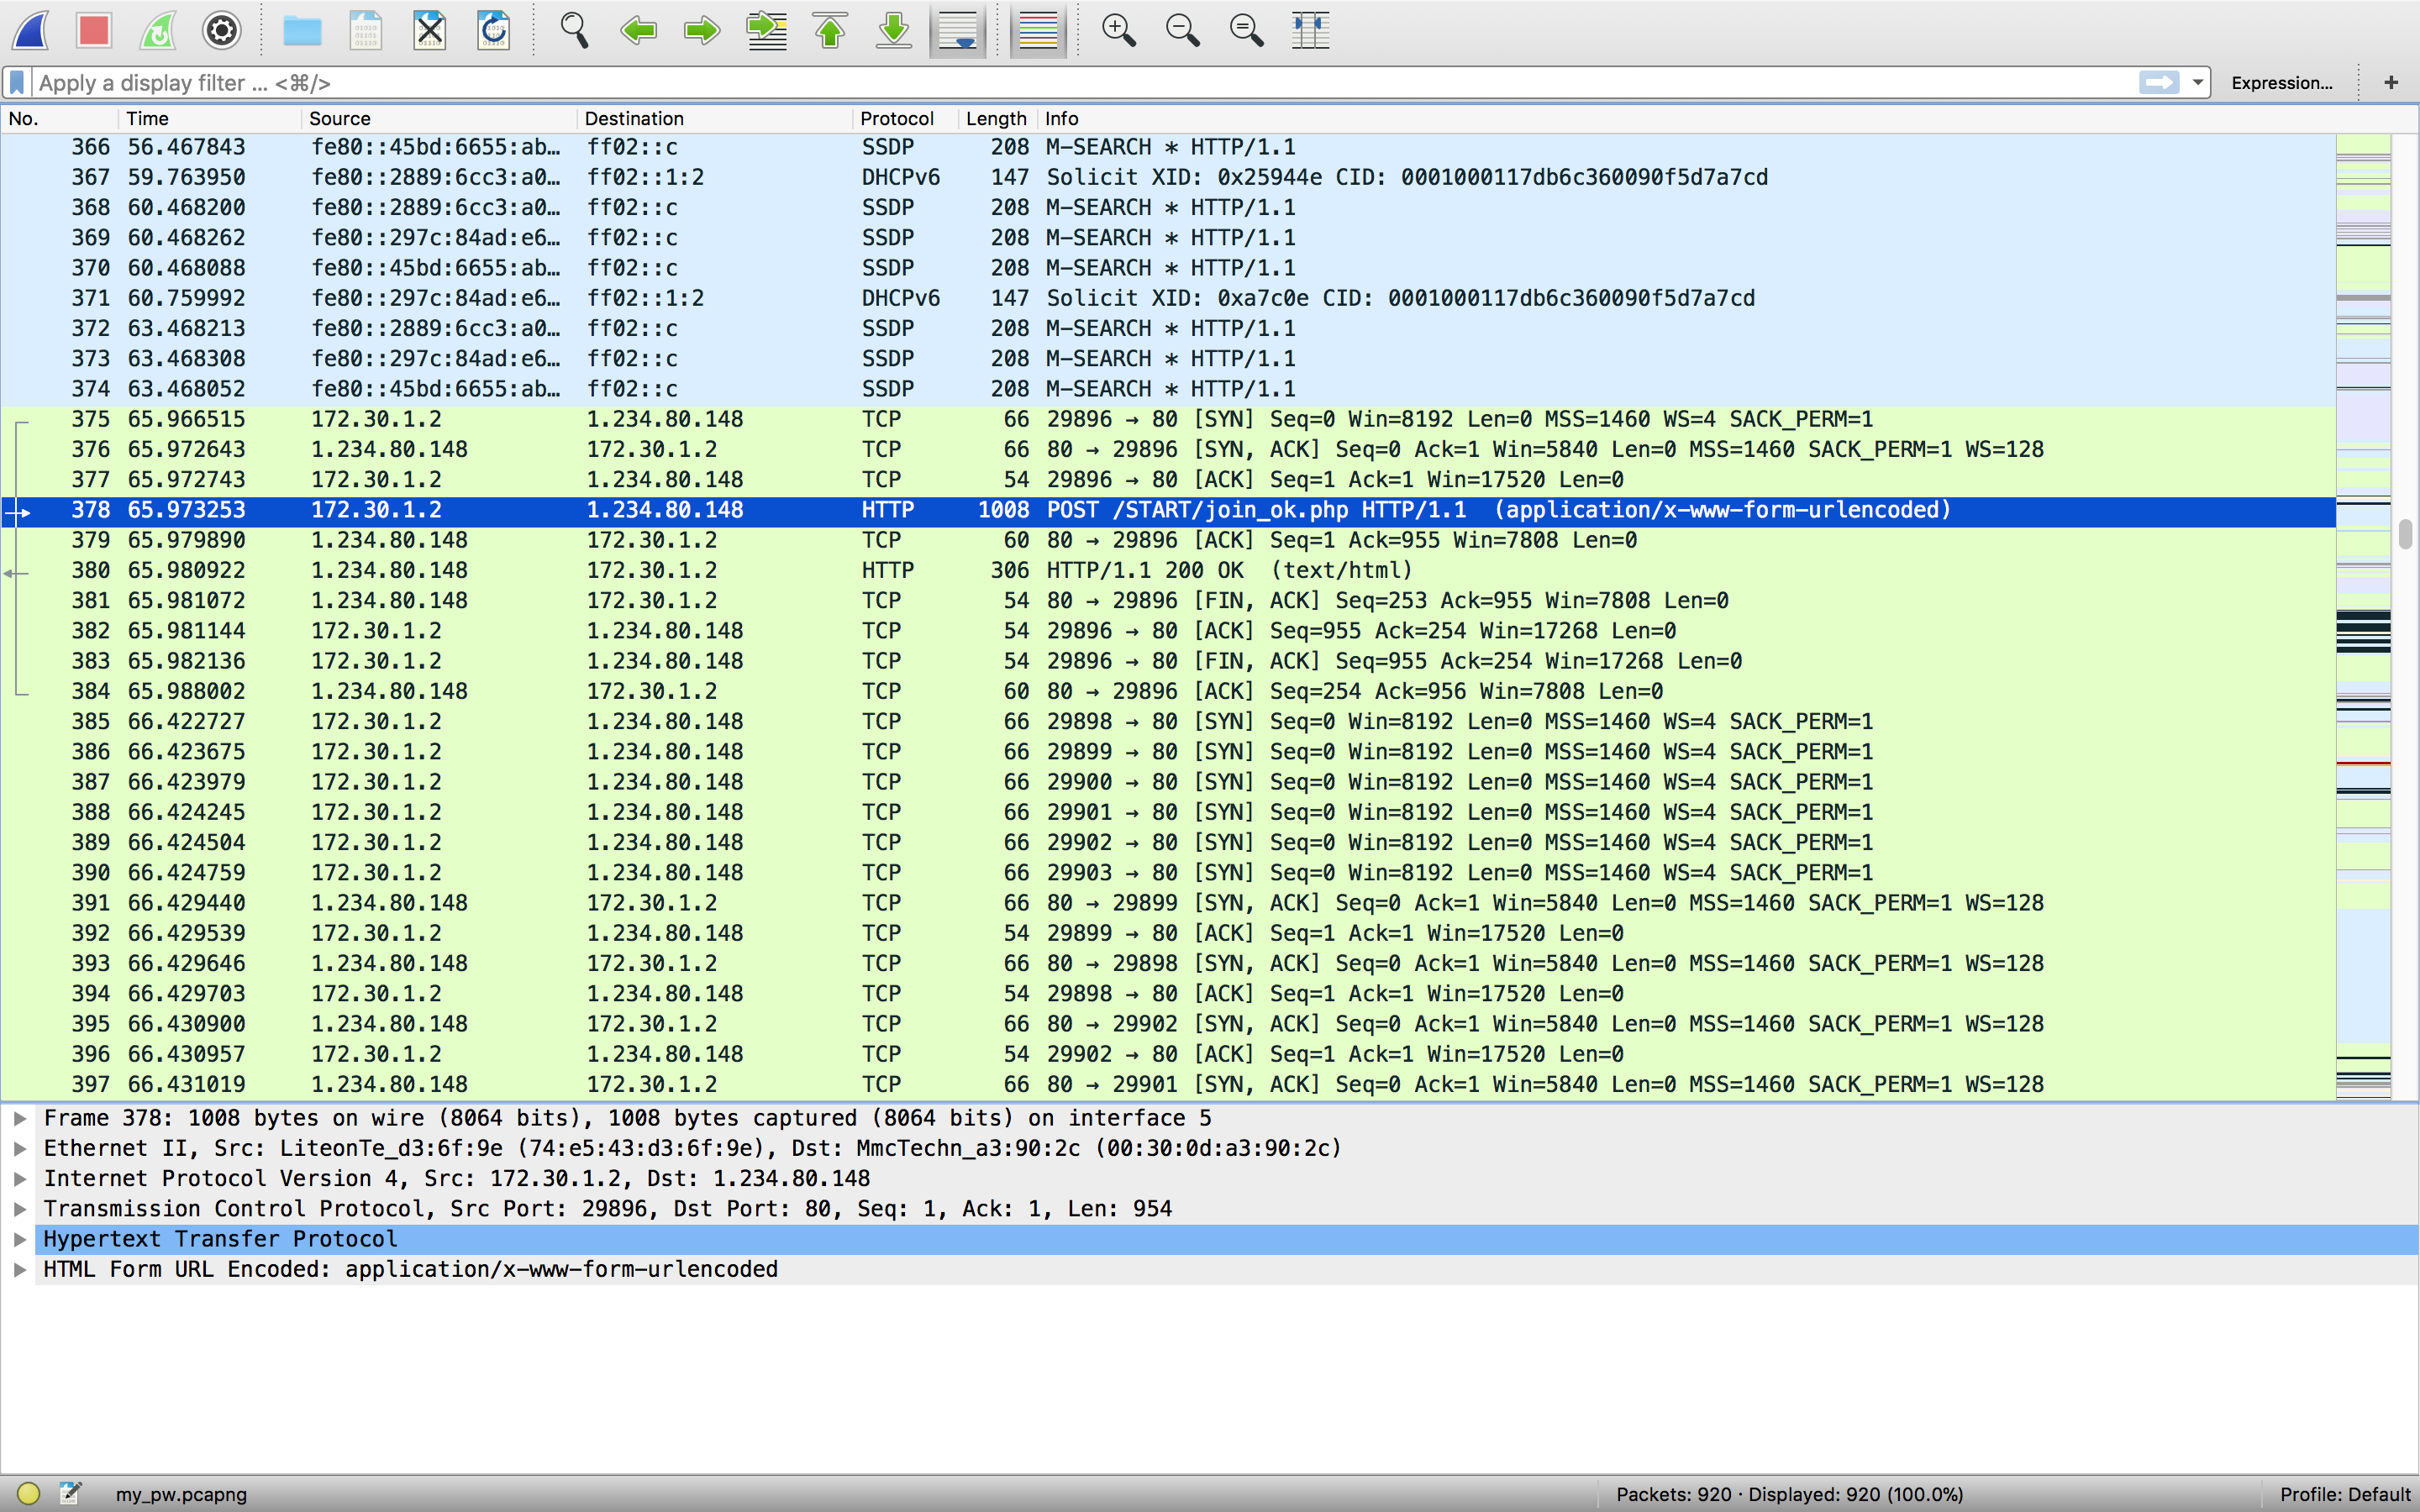 Apply a display filter ... <⌘/>
Expression...
+
No. Time Source Destination Protocol Length Info
366 56.467843 fe80::45bd:6655:ab… ff02::c SSDP 208 M-SEARCH * HTTP/1.1
367 59.763950 fe80::2889:6cc3:a0… ff02::1:2 DHCPv6 147 Solicit XID: 0x25944e CID: 0001000117db6c360090f5d7a7cd
368 60.468200 fe80::2889:6cc3:a0… ff02::c SSDP 208 M-SEARCH * HTTP/1.1
369 60.468262 fe80::297c:84ad:e6… ff02::c SSDP 208 M-SEARCH * HTTP/1.1
370 60.468088 fe80::45bd:6655:ab… ff02::c SSDP 208 M-SEARCH * HTTP/1.1
371 60.759992 fe80::297c:84ad:e6… ff02::1:2 DHCPv6 147 Solicit XID: 0xa7c0e CID: 0001000117db6c360090f5d7a7cd
372 63.468213 fe80::2889:6cc3:a0… ff02::c SSDP 208 M-SEARCH * HTTP/1.1
373 63.468308 fe80::297c:84ad:e6… ff02::c SSDP 208 M-SEARCH * HTTP/1.1
374 63.468052 fe80::45bd:6655:ab… ff02::c SSDP 208 M-SEARCH * HTTP/1.1
375 65.966515 172.30.1.2 1.234.80.148 TCP 66 29896 → 80 [SYN] Seq=0 Win=8192 Len=0 MSS=1460 WS=4 SACK_PERM=1
376 65.972643 1.234.80.148 172.30.1.2 TCP 66 80 → 29896 [SYN, ACK] Seq=0 Ack=1 Win=5840 Len=0 MSS=1460 SACK_PERM=1 WS=128
377 65.972743 172.30.1.2 1.234.80.148 TCP 54 29896 → 80 [ACK] Seq=1 Ack=1 Win=17520 Len=0
378 65.973253 172.30.1.2 1.234.80.148 HTTP 1008 POST /START/join_ok.php HTTP/1.1 (application/x-www-form-urlencoded)
379 65.979890 1.234.80.148 172.30.1.2 TCP 60 80 → 29896 [ACK] Seq=1 Ack=955 Win=7808 Len=0
380 65.980922 1.234.80.148 172.30.1.2 HTTP 306 HTTP/1.1 200 OK (text/html)
381 65.981072 1.234.80.148 172.30.1.2 TCP 54 80 → 29896 [FIN, ACK] Seq=253 Ack=955 Win=7808 Len=0
382 65.981144 172.30.1.2 1.234.80.148 TCP 54 29896 → 80 [ACK] Seq=955 Ack=254 Win=17268 Len=0
383 65.982136 172.30.1.2 1.234.80.148 TCP 54 29896 → 80 [FIN, ACK] Seq=955 Ack=254 Win=17268 Len=0
384 65.988002 1.234.80.148 172.30.1.2 TCP 60 80 → 29896 [ACK] Seq=254 Ack=956 Win=7808 Len=0
385 66.422727 172.30.1.2 1.234.80.148 TCP 66 29898 → 80 [SYN] Seq=0 Win=8192 Len=0 MSS=1460 WS=4 SACK_PERM=1
386 66.423675 172.30.1.2 1.234.80.148 TCP 66 29899 → 80 [SYN] Seq=0 Win=8192 Len=0 MSS=1460 WS=4 SACK_PERM=1
387 66.423979 172.30.1.2 1.234.80.148 TCP 66 29900 → 80 [SYN] Seq=0 Win=8192 Len=0 MSS=1460 WS=4 SACK_PERM=1
388 66.424245 172.30.1.2 1.234.80.148 TCP 66 29901 → 80 [SYN] Seq=0 Win=8192 Len=0 MSS=1460 WS=4 SACK_PERM=1
389 66.424504 172.30.1.2 1.234.80.148 TCP 66 29902 → 80 [SYN] Seq=0 Win=8192 Len=0 MSS=1460 WS=4 SACK_PERM=1
390 66.424759 172.30.1.2 1.234.80.148 TCP 66 29903 → 80 [SYN] Seq=0 Win=8192 Len=0 MSS=1460 WS=4 SACK_PERM=1
391 66.429440 1.234.80.148 172.30.1.2 TCP 66 80 → 29899 [SYN, ACK] Seq=0 Ack=1 Win=5840 Len=0 MSS=1460 SACK_PERM=1 WS=128
392 66.429539 172.30.1.2 1.234.80.148 TCP 54 29899 → 80 [ACK] Seq=1 Ack=1 Win=17520 Len=0
393 66.429646 1.234.80.148 172.30.1.2 TCP 66 80 → 29898 [SYN, ACK] Seq=0 Ack=1 Win=5840 Len=0 MSS=1460 SACK_PERM=1 WS=128
394 66.429703 172.30.1.2 1.234.80.148 TCP 54 29898 → 80 [ACK] Seq=1 Ack=1 Win=17520 Len=0
395 66.430900 1.234.80.148 172.30.1.2 TCP 66 80 → 29902 [SYN, ACK] Seq=0 Ack=1 Win=5840 Len=0 MSS=1460 SACK_PERM=1 WS=128
396 66.430957 172.30.1.2 1.234.80.148 TCP 54 29902 → 80 [ACK] Seq=1 Ack=1 Win=17520 Len=0
397 66.431019 1.234.80.148 172.30.1.2 TCP 66 80 → 29901 [SYN, ACK] Seq=0 Ack=1 Win=5840 Len=0 MSS=1460 SACK_PERM=1 WS=128
Frame 378: 1008 bytes on wire (8064 bits), 1008 bytes captured (8064 bits) on interface 5
Ethernet II, Src: LiteonTe_d3:6f:9e (74:e5:43:d3:6f:9e), Dst: MmcTechn_a3:90:2c (00:30:0d:a3:90:2c)
Internet Protocol Version 4, Src: 172.30.1.2, Dst: 1.234.80.148
Transmission Control Protocol, Src Port: 29896, Dst Port: 80, Seq: 1, Ack: 1, Len: 954
Hypertext Transfer Protocol
HTML Form URL Encoded: application/x-www-form-urlencoded
my_pw.pcapng
Packets: 920 · Displayed: 920 (100.0%)
Profile: Default